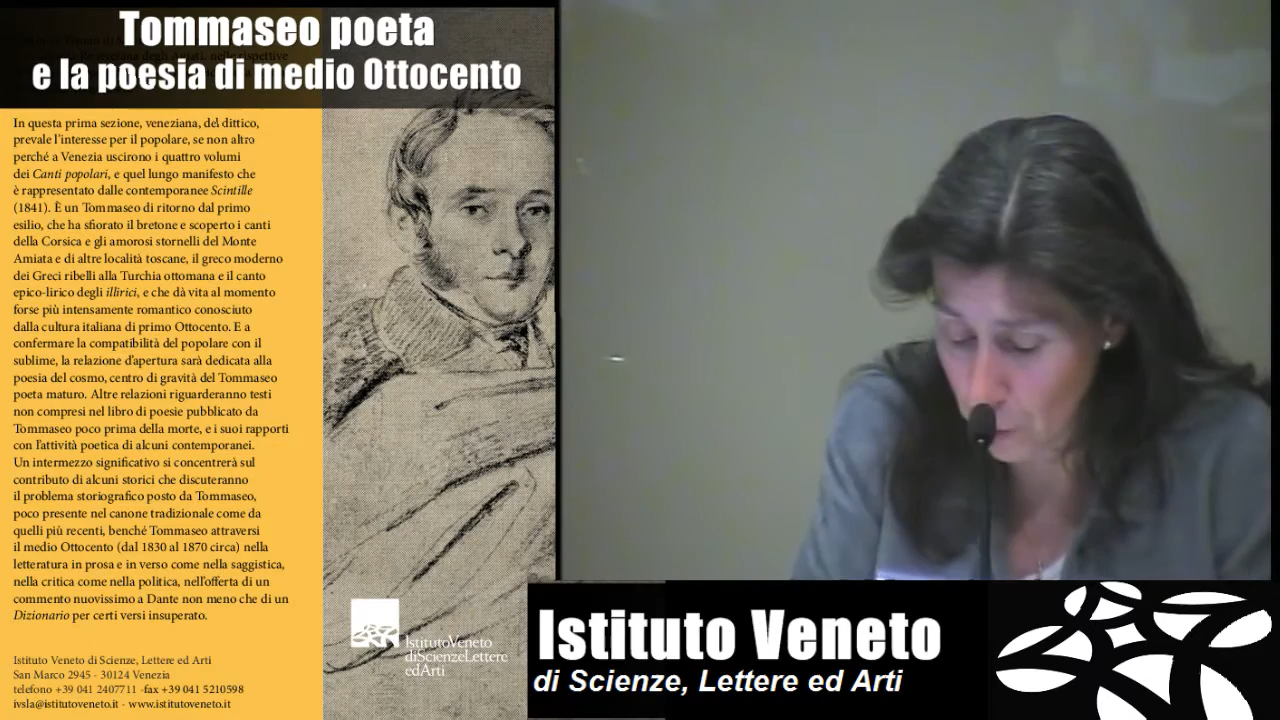 Tommaseo poeta
e la poesia di medio Ottocento
In questa prima sezione, veneziana, del dittico,
prevale l'interesse per il popolare, se non altro
perché a Venezia uscirono i quattro volumi
dei Canti popolari, e quel lungo manifesto che
è rappresentato dalle contemporanee Scintille
(1841). È un Tommaseo di ritorno dal primo
esilio, che ha sfiorato il bretone e scoperto i canti
della Corsica e gli amorosi stornelli del Monte
Amiata e di altre località toscane, il greco moderno
dei Greci ribelli alla Turchia ottomana e il canto
epico-lirico degli illirici, e che dà vita al momento
forse più intensamente romantico conosciuto
dalla cultura italiana di primo Ottocento. E a
confermare la compatibilità del popolare con il
sublime, la relazione d'apertura sarà dedicata alla
poesia del cosmo, centro di gravità del Tommaseo
poeta maturo. Altre relazioni riguarderanno testi
non compresi nel libro di poesie pubblicato da
Tommaseo poco prima della morte, e i suoi rapporti
con l'attività poetica di alcuni contemporanei.
Un intermezzo significativo si concentrerà sul
contributo di alcuni storici che discuteranno
il problema storiografico posto da Tommaseo,
poco presente nel canone tradizionale come da
quelli più recenti, benché Tommaseo attraversi
il medio Ottocento (dal 1830 al 1870 circa) nella
letteratura in prosa e in verso come nella saggistica,
nella critica come nella politica, nell'offerta di un
commento nuovissimo a Dante non meno che di un
Dizionario per certi versi insuperato.
Istituto Veneto di Scienze, Lettere ed Arti
San Marco 2945 - 30124 Venezia
telefono +39 041 2407711 -fax +39 041 5210598
ivsla@istitutoveneto.it - www.istitutoveneto.it
IstitutoVeneto
diScienzeLettere
edArti
Istituto Veneto
di Scienze, Lettere ed Arti